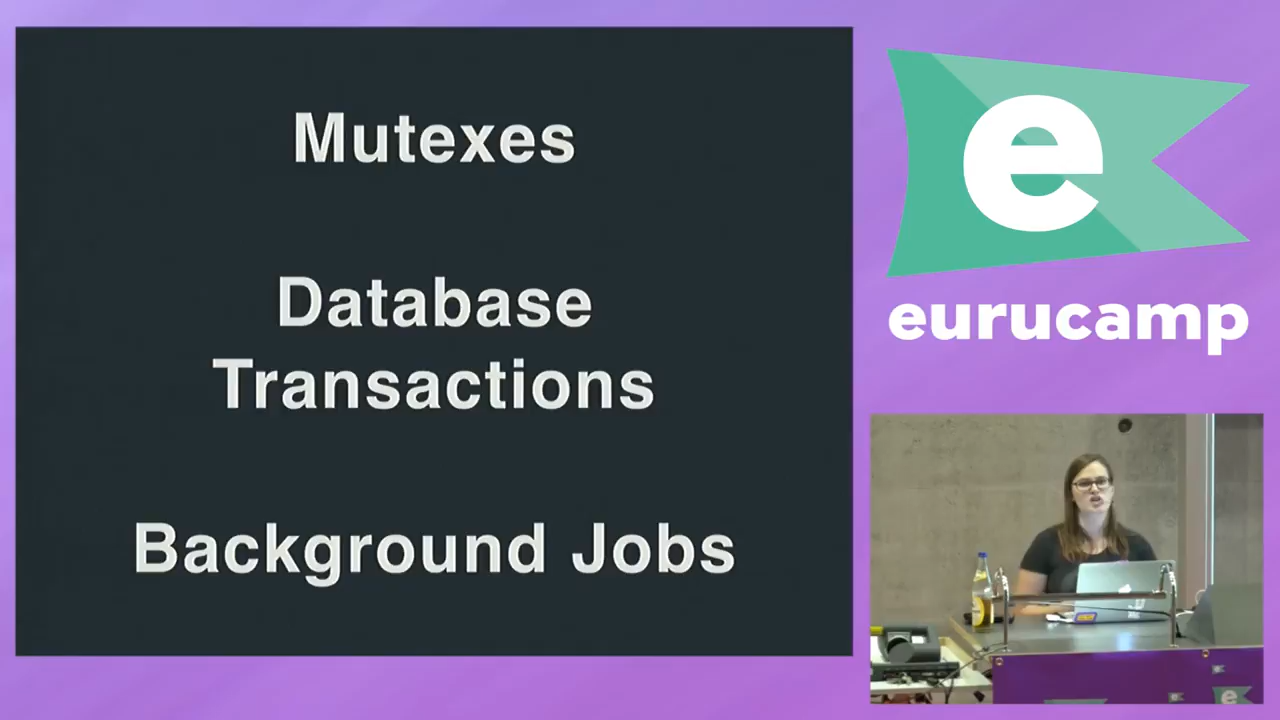 Mutexes
Database
Transactions
Background Jobs
e
eurucamp
e